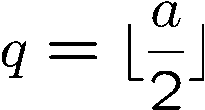 q = ⌊a/2⌋